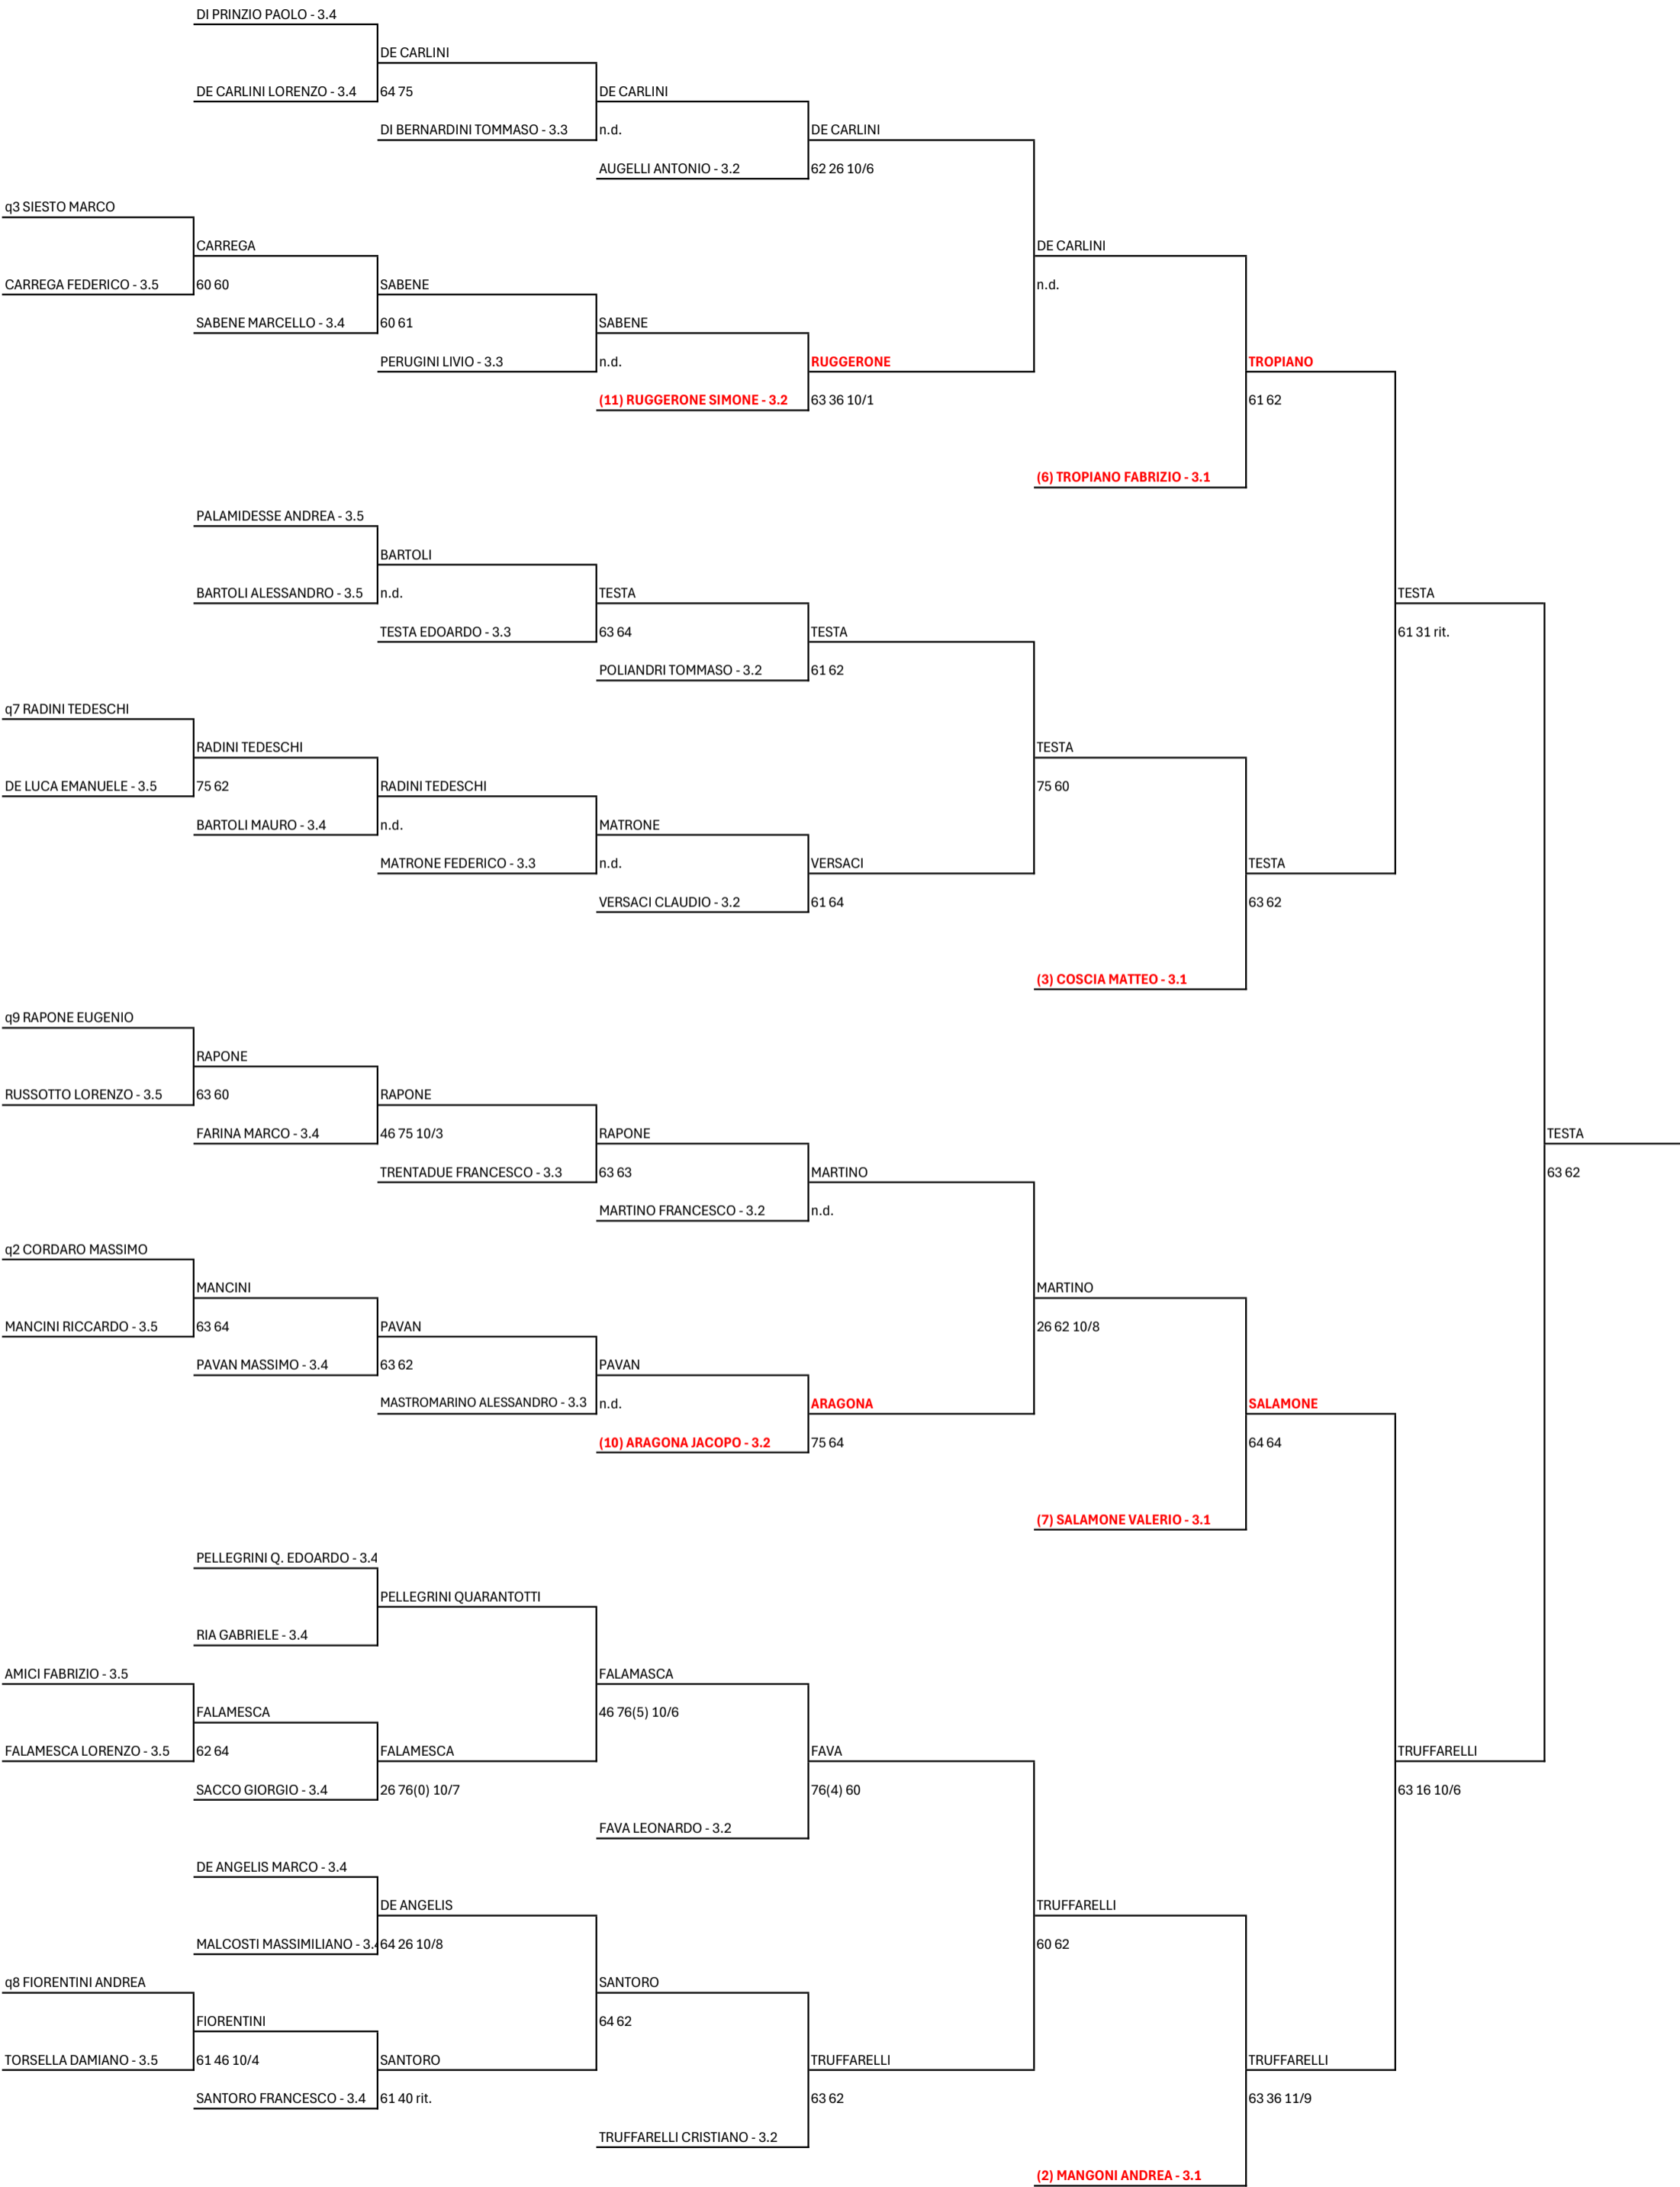 DI PRINZIO PAOLO - 3.4
DE CARLINI
DE CARLINI LORENZO - 3.4
64 75
DE CARLINI
DI BERNARDINI TOMMASO - 3.3
n.d.
DE CARLINI
AUGELLI ANTONIO - 3.2
62 26 10/6
q3 SIESTO MARCO
CARREGA
DE CARLINI
CARREGA FEDERICO - 3.5
60 60
SABENE
n.d.
SABENE MARCELLO - 3.4
60 61
SABENE
PERUGINI LIVIO - 3.3
n.d.
RUGGERONE
TROPIANO
(11) RUGGERONE SIMONE - 3.2
63 36 10/1
61 62
(6) TROPIANO FABRIZIO - 3.1
PALAMIDESSE ANDREA - 3.5
BARTOLI
BARTOLI ALESSANDRO - 3.5
n.d.
TESTA
TESTA
TESTA EDOARDO - 3.3
63 64
TESTA
61 31 rit.
POLIANDRI TOMMASO - 3.2
61 62
q7 RADINI TEDESCHI
RADINI TEDESCHI
TESTA
DE LUCA EMANUELE - 3.5
75 62
RADINI TEDESCHI
75 60
BARTOLI MAURO - 3.4
n.d.
MATRONE
MATRONE FEDERICO - 3.3
n.d.
VERSACI
TESTA
VERSACI CLAUDIO - 3.2
61 64
63 62
(3) COSCIA MATTEO - 3.1
q9 RAPONE EUGENIO
RAPONE
RUSSOTTO LORENZO - 3.5
63 60
RAPONE
FARINA MARCO - 3.4
46 75 10/3
RAPONE
TESTA
TRENTADUE FRANCESCO - 3.3
63 63
MARTINO
63 62
MARTINO FRANCESCO - 3.2
n.d.
q2 CORDARO MASSIMO
MANCINI
MARTINO
MANCINI RICCARDO - 3.5
63 64
PAVAN
26 62 10/8
PAVAN MASSIMO - 3.4
63 62
PAVAN
MASTROMARINO ALESSANDRO - 3.3
n.d.
ARAGONA
SALAMONE
(10) ARAGONA JACOPO - 3.2
75 64
64 64
(7) SALAMONE VALERIO - 3.1
PELLEGRINI Q. EDOARDO - 3.4
PELLEGRINI QUARANTOTTI
RIA GABRIELE - 3.4
AMICI FABRIZIO - 3.5
FALAMASCA
FALAMESCA
46 76(5) 10/6
FALAMESCA LORENZO - 3.5
62 64
FALAMESCA
FAVA
TRUFFARELLI
SACCO GIORGIO - 3.4
26 76(0) 10/7
76(4) 60
63 16 10/6
FAVA LEONARDO - 3.2
DE ANGELIS MARCO - 3.4
DE ANGELIS
TRUFFARELLI
MALCOSTI MASSIMILIANO - 3.4
64 26 10/8
60 62
q8 FIORENTINI ANDREA
SANTORO
FIORENTINI
64 62
TORSELLA DAMIANO - 3.5
61 46 10/4
SANTORO
TRUFFARELLI
TRUFFARELLI
SANTORO FRANCESCO - 3.4
61 40 rit.
63 62
63 36 11/9
TRUFFARELLI CRISTIANO - 3.2
(2) MANGONI ANDREA - 3.1